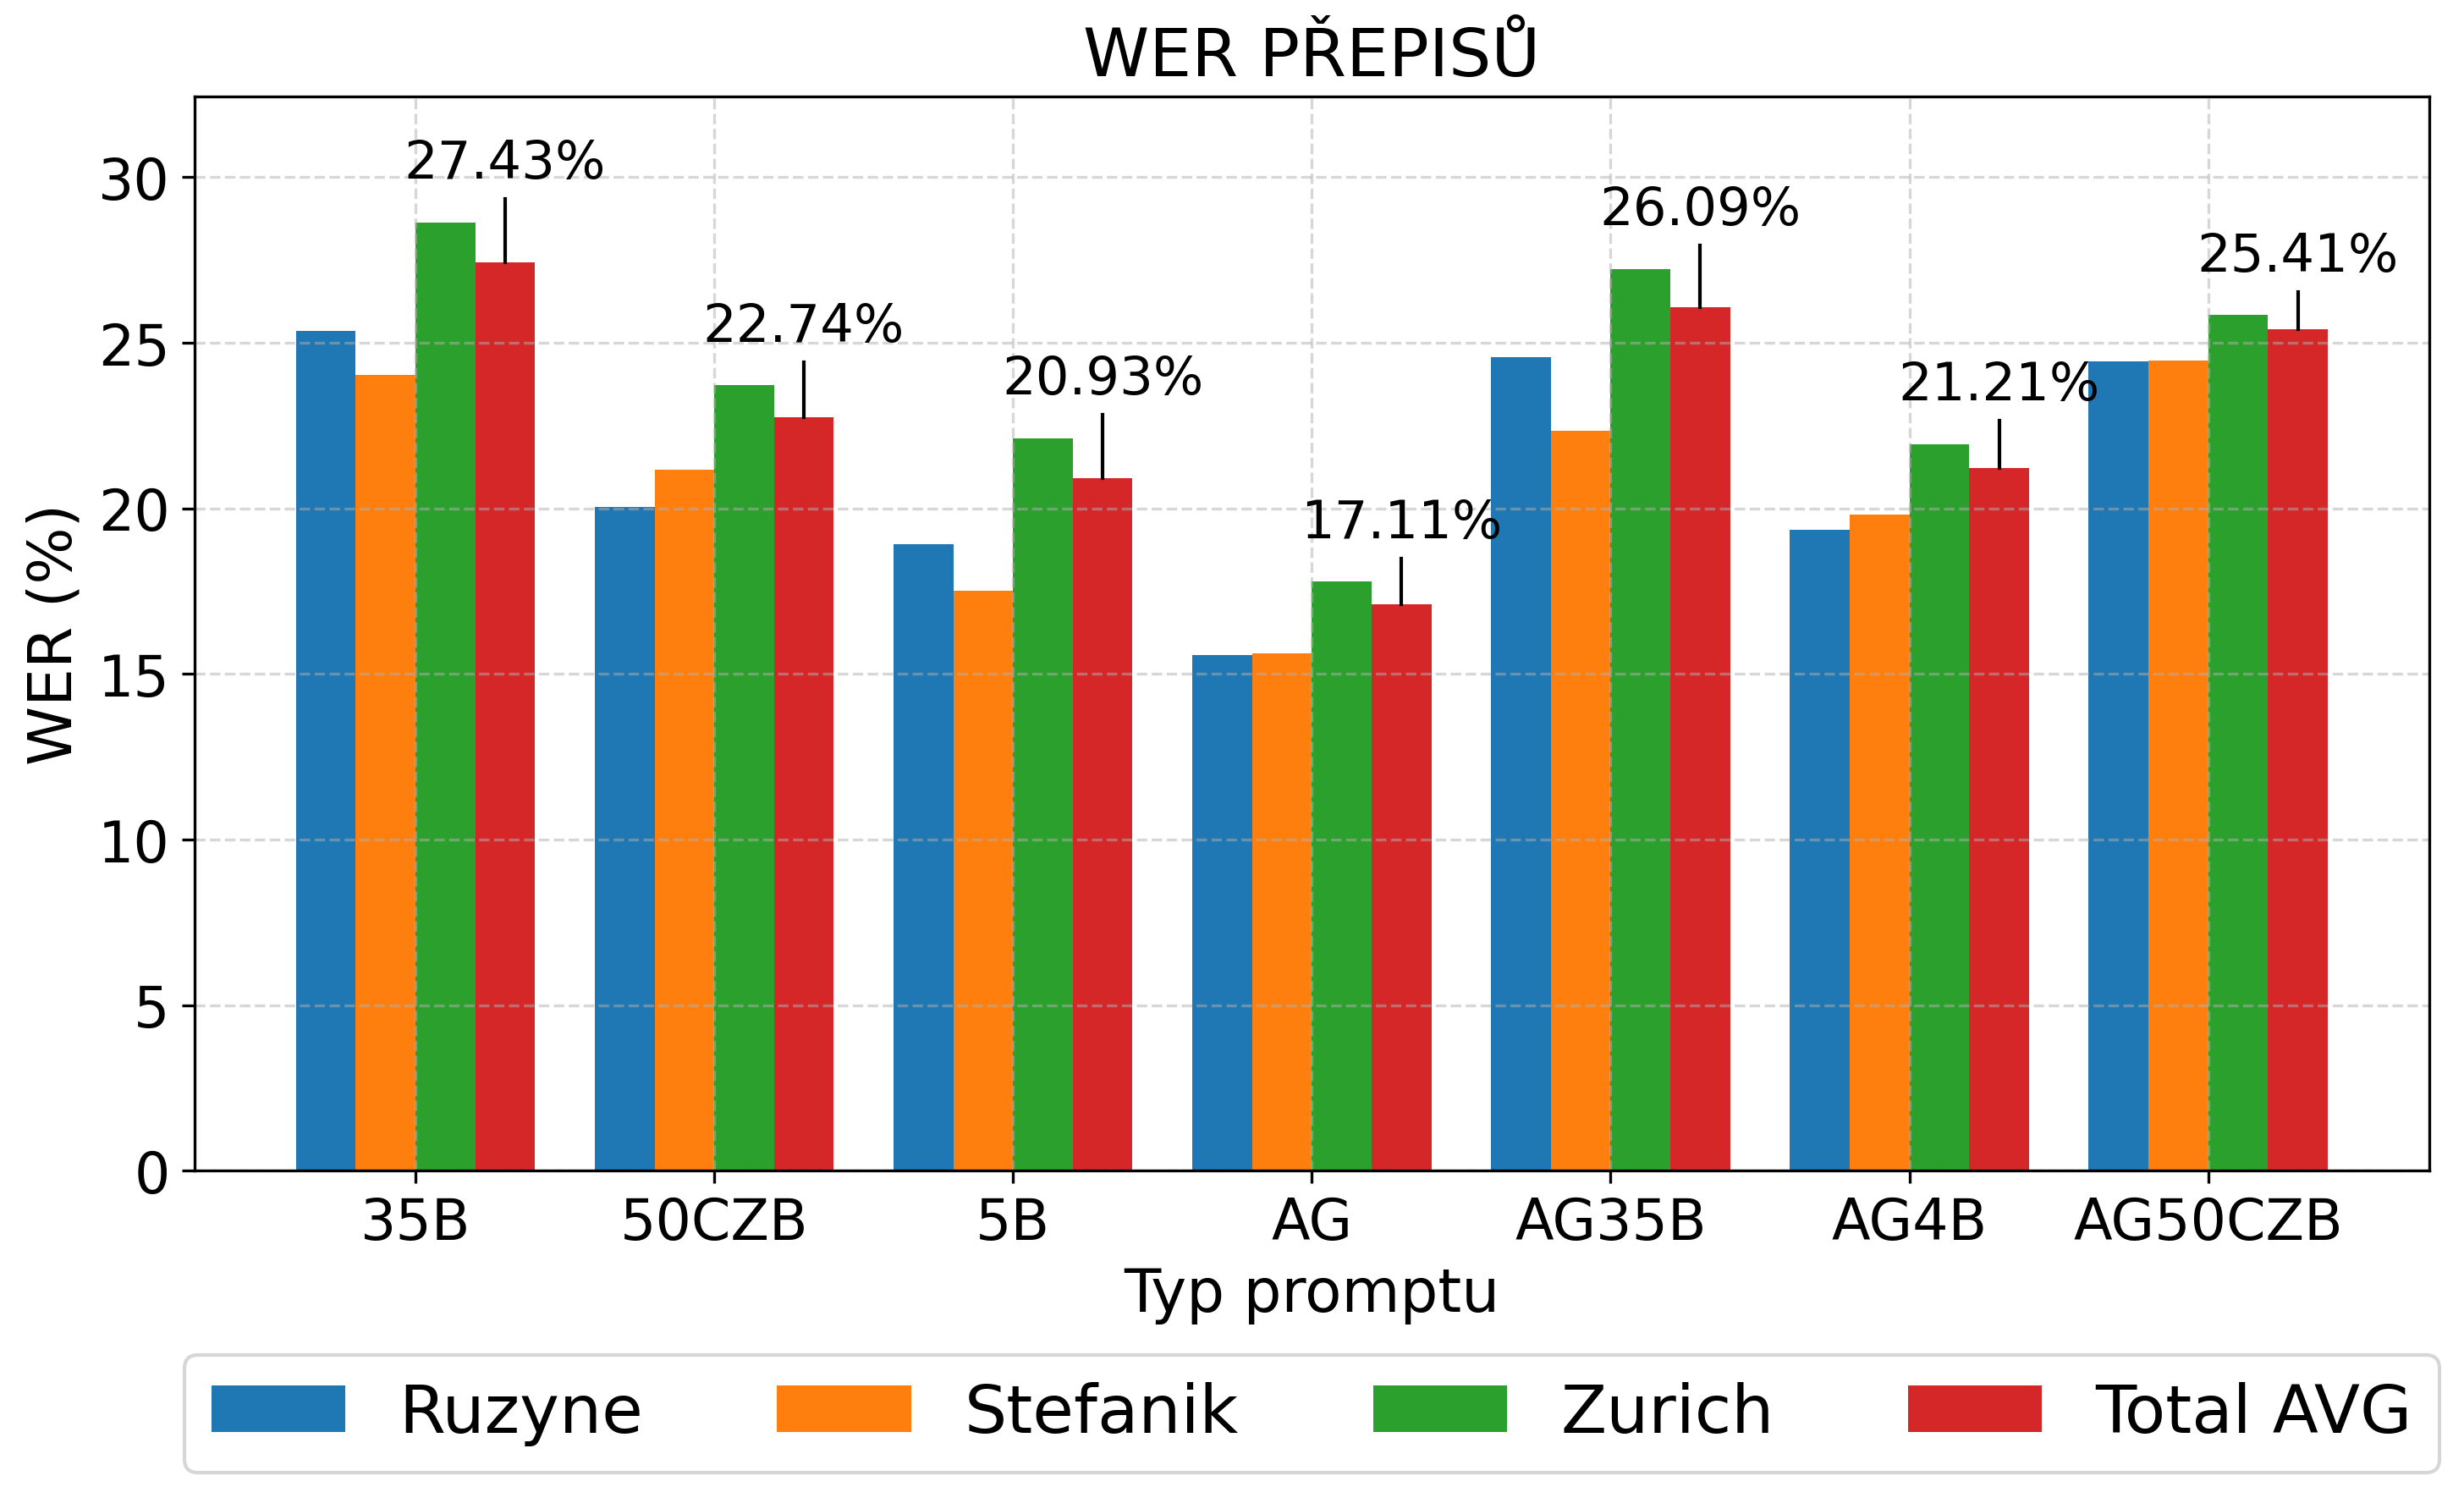 WER PŘEPISŮ
27.43%
22.74%
20.93%
17.11%
26.09%
21.21%
25.41%
WER (%)
30
25
20
15
10
5
0
35B 50CZB 5B AG AG35B AG4B AG50CZB
Typ promptu
Ruzyne Stefanik Zurich Total AVG